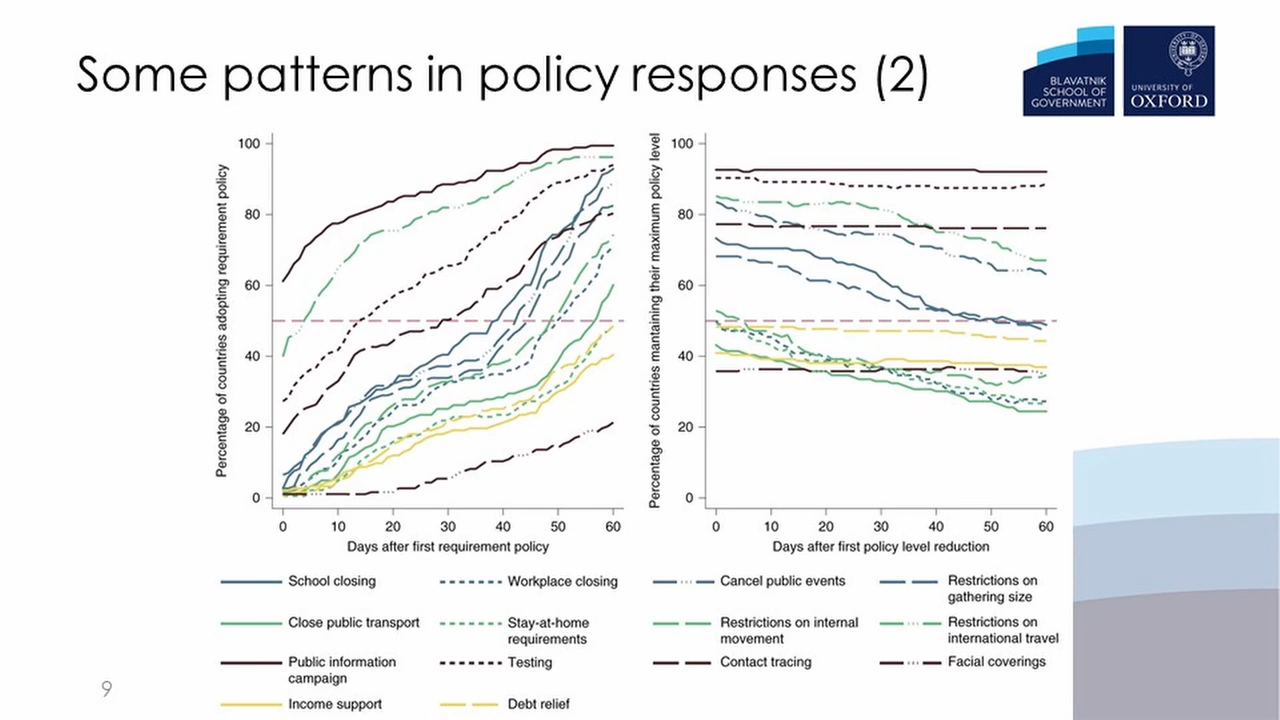 Some patterns in policy responses (2)
BLAVATNIK
SCHOOL OF
GOVERNMENT
UNIVERSITY OF
OXFORD
Percentage of countries adopting requirement policy
100
80
60
40
20
0
0 10 20 30 40 50 60
Days after first requirement policy
Percentage of countries mantaining their maximum policy level
100
80
60
40
20
0
0 10 20 30 40 50 60
Days after first policy level reduction
School closing
Workplace closing
Cancel public events
Restrictions on
gathering size
Close public transport
Stay-at-home
requirements
Restrictions on internal
movement
Restrictions on
international travel
Public information
campaign
Testing
Contact tracing
Facial coverings
Income support
Debt relief
9